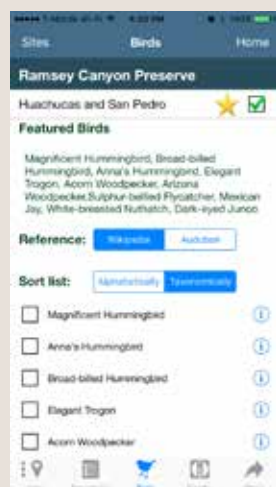 Sites Birds Home
Ramsey Canyon Preserve
Huachucas and San Pedro
Featured Birds
Magnificent Hummingbird, Broad-billed
Hummingbird, Anna's Hummingbird, Elegant
Trogon, Acorn Woodpecker, Arizona
Woodpecker,Sulphur-bellied Flycatcher, Mexican
Jay, White-breasted Nuthatch, Dark-eyed Junco
Reference: Wikipedia Audubon
Sort list: Alphabetically Taxonomically
Magnificent Hummingbird
Anna's Hummingbird
Broad-billed Hummingbird
Elegant Trogon
Acorn Woodpecker